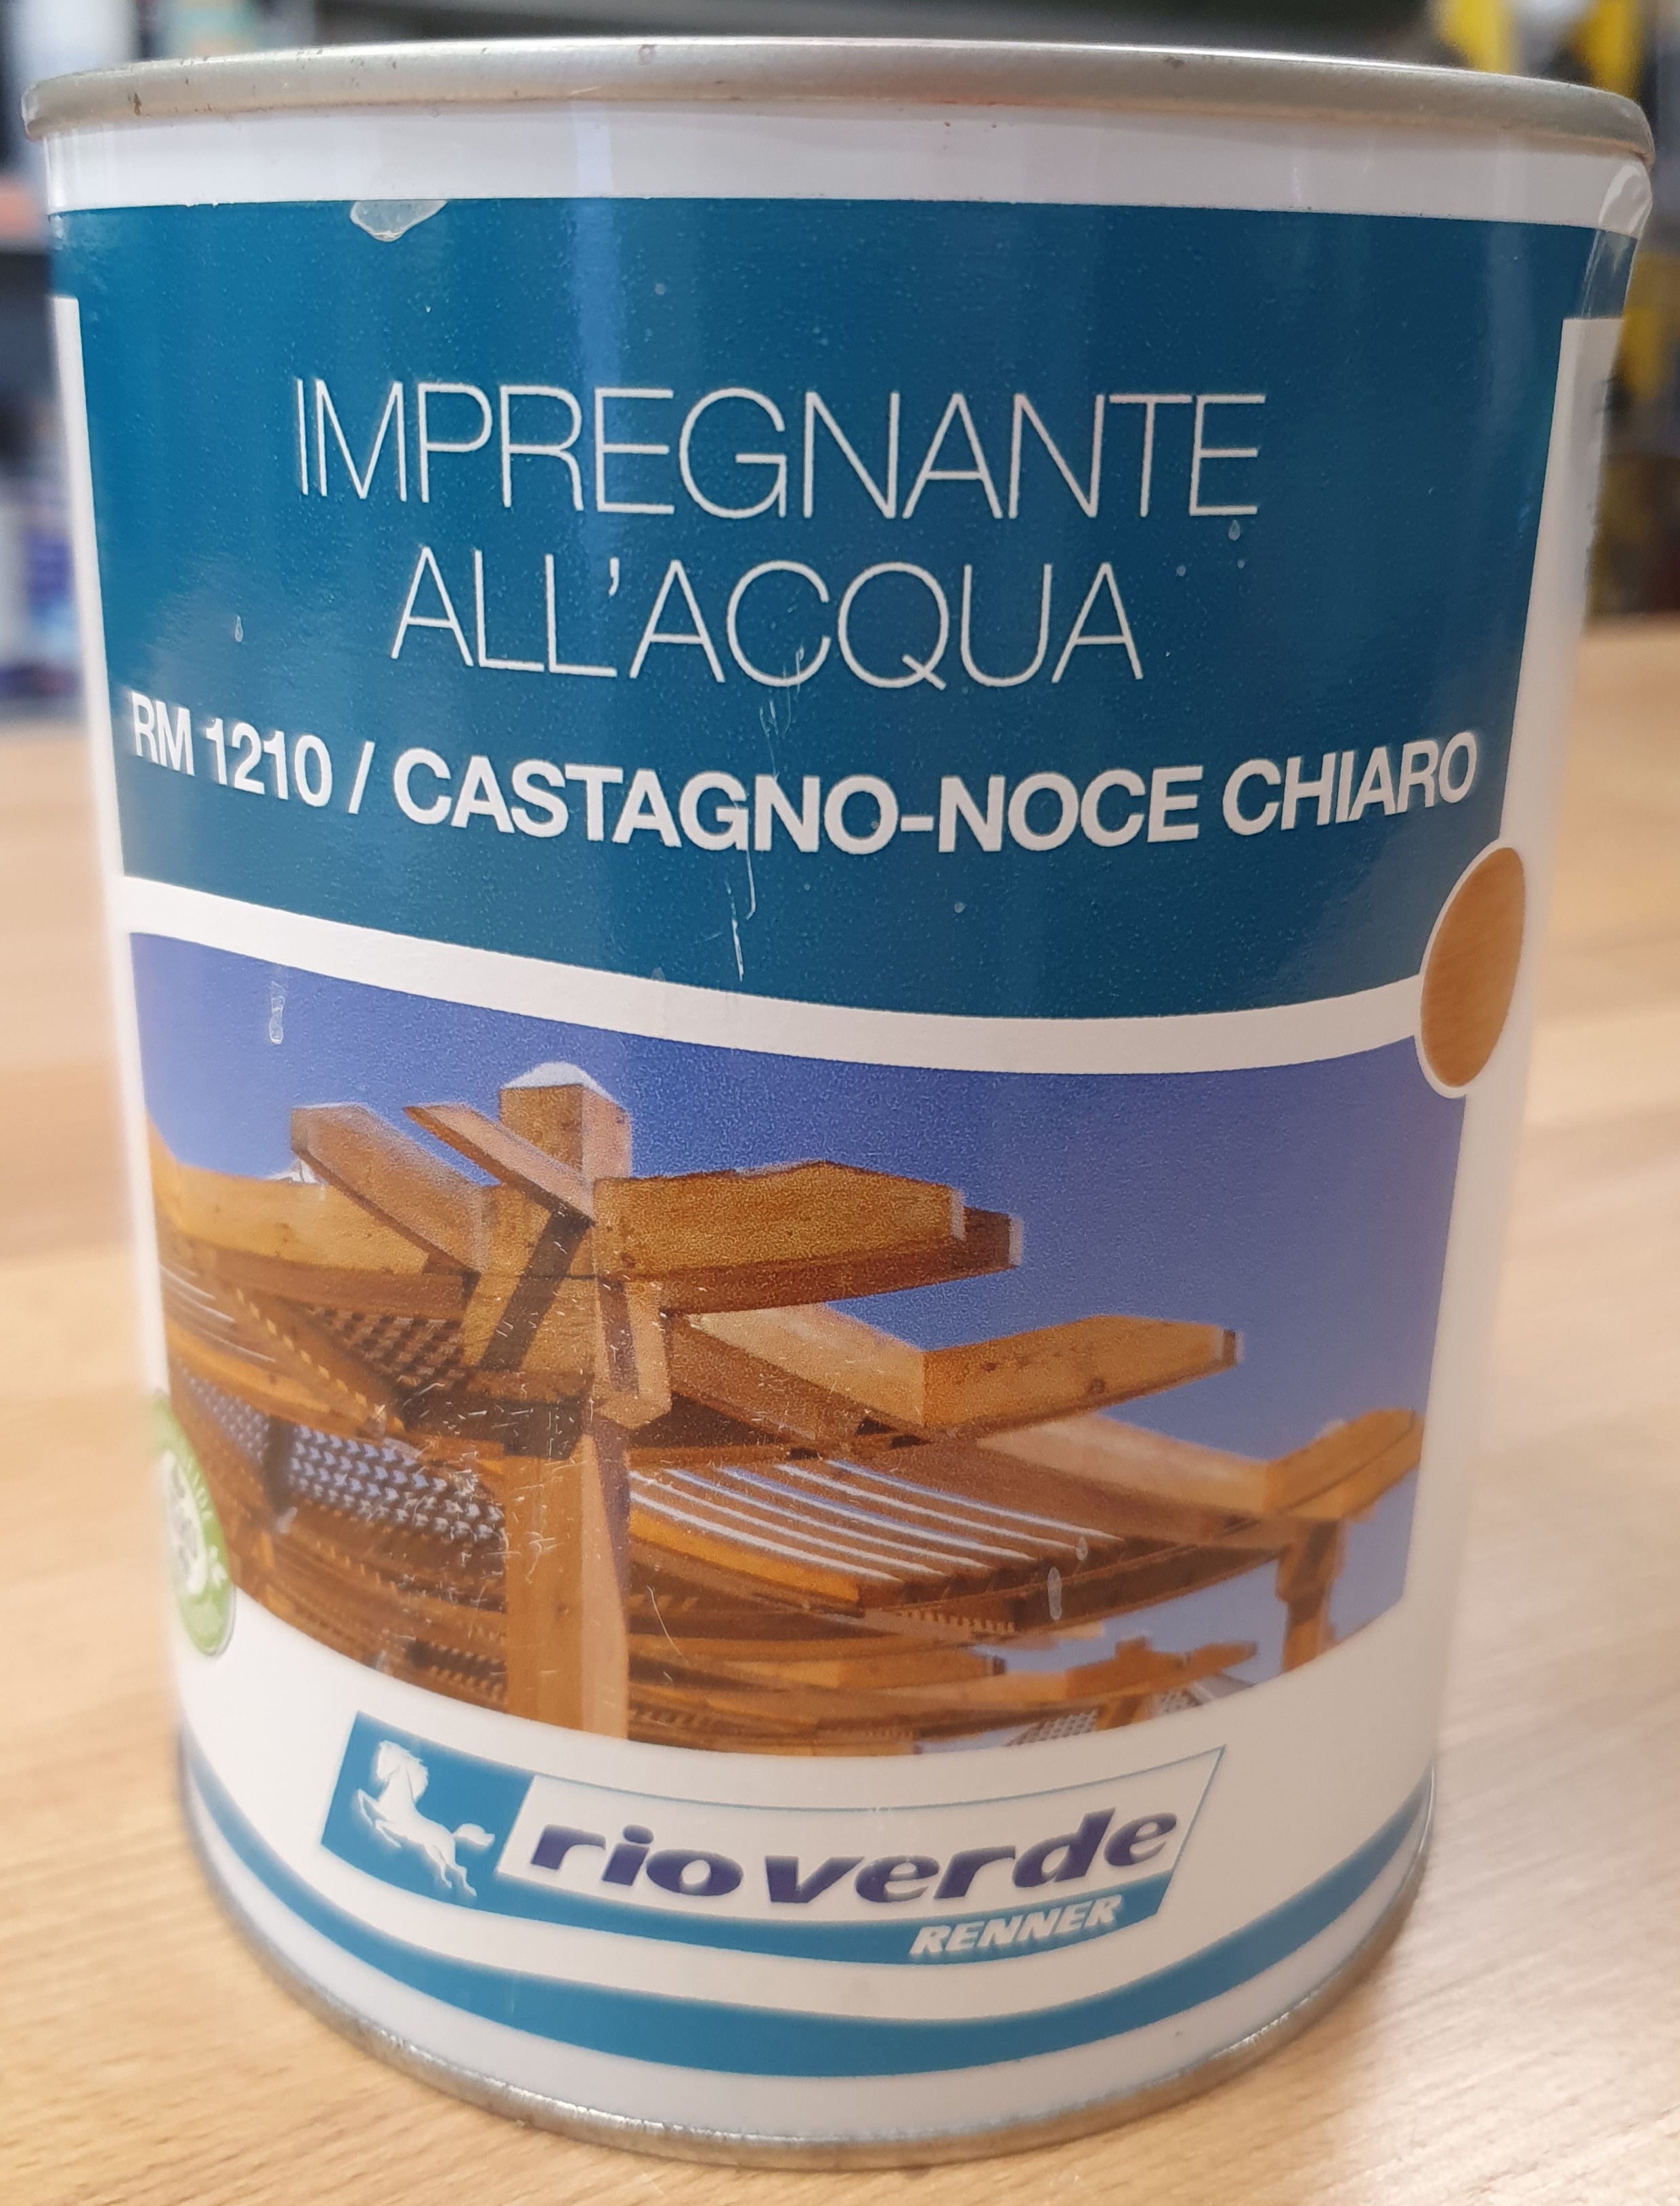 IMPREGNANTE
ALL'ACQUA
RM 1210 / CASTAGNO-NOCE CHIARO
rioverde
RENNER